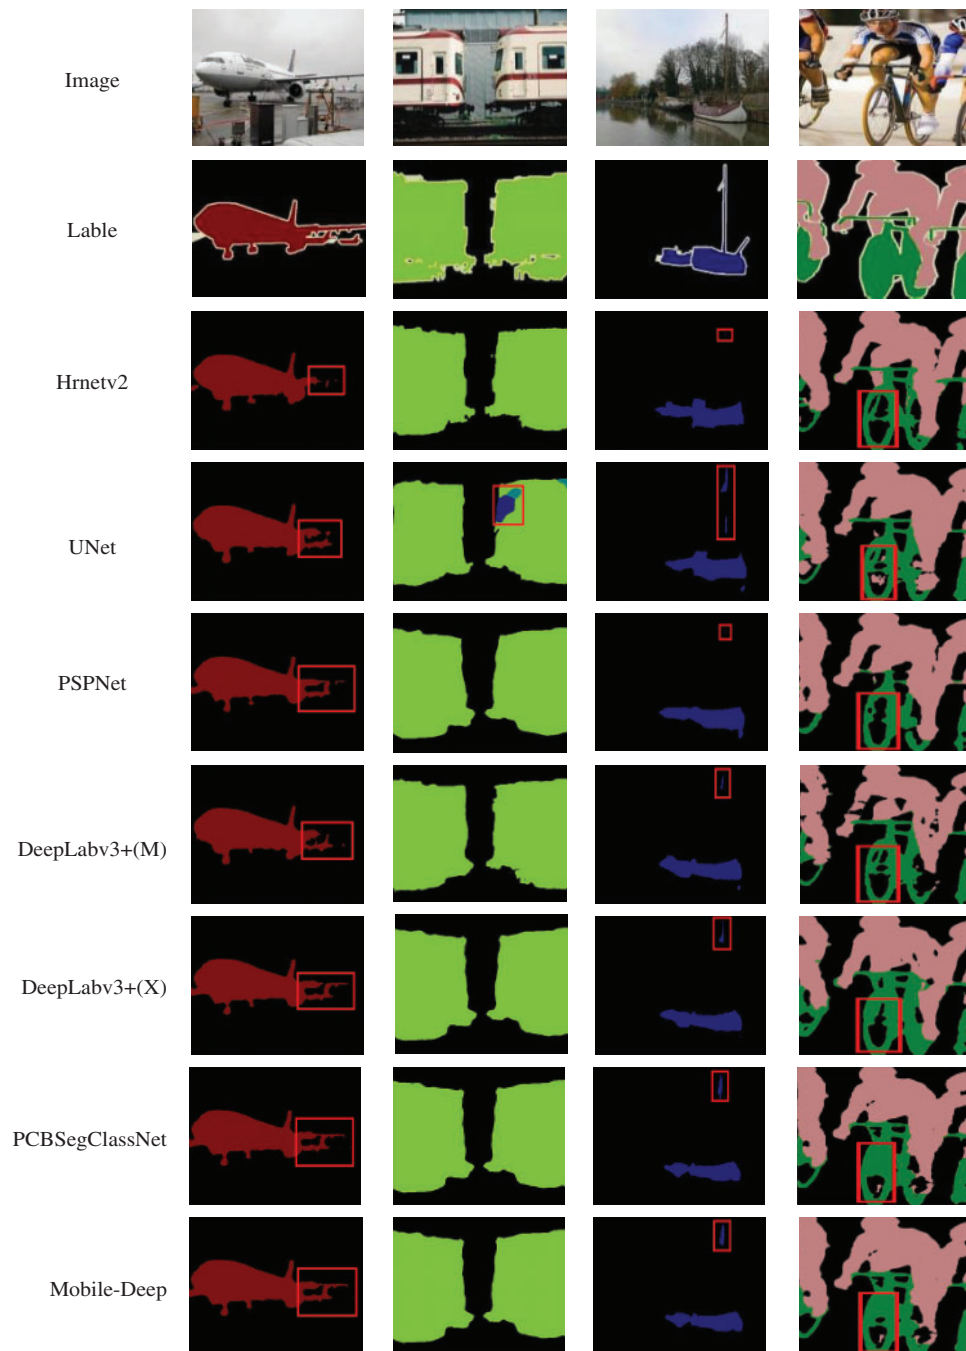 Image
Lable
Hrnetv2
UNet
PSPNet
DeepLabv3+(M)
DeepLabv3+(X)
PCBSegClassNet
Mobile-Deep